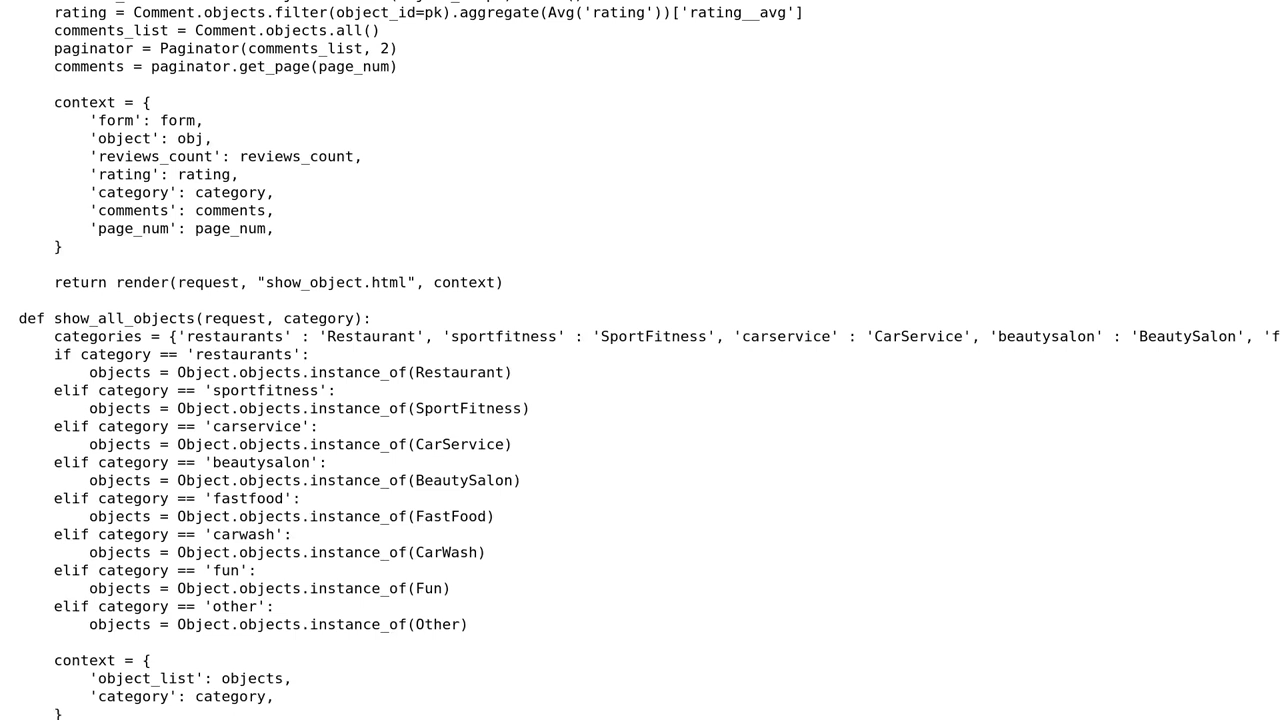 rating = Comment.objects.filter(object_id=pk).aggregate(Avg('rating'))['rating__avg']
    comments_list = Comment.objects.all()
    paginator = Paginator(comments_list, 2)
    comments = paginator.get_page(page_num)

    context = {
        'form': form,
        'object': obj,
        'reviews_count': reviews_count,
        'rating': rating,
        'category': category,
        'comments': comments,
        'page_num': page_num,
    }

    return render(request, "show_object.html", context)

def show_all_objects(request, category):
    categories = {'restaurants' : 'Restaurant', 'sportfitness' : 'SportFitness', 'carservice' : 'CarService', 'beautysalon' : 'BeautySalon', 'f
    if category == 'restaurants':
        objects = Object.objects.instance_of(Restaurant)
    elif category == 'sportfitness':
        objects = Object.objects.instance_of(SportFitness)
    elif category == 'carservice':
        objects = Object.objects.instance_of(CarService)
    elif category == 'beautysalon':
        objects = Object.objects.instance_of(BeautySalon)
    elif category == 'fastfood':
        objects = Object.objects.instance_of(FastFood)
    elif category == 'carwash':
        objects = Object.objects.instance_of(CarWash)
    elif category == 'fun':
        objects = Object.objects.instance_of(Fun)
    elif category == 'other':
        objects = Object.objects.instance_of(Other)

    context = {
        'object_list': objects,
        'category': category,
    }